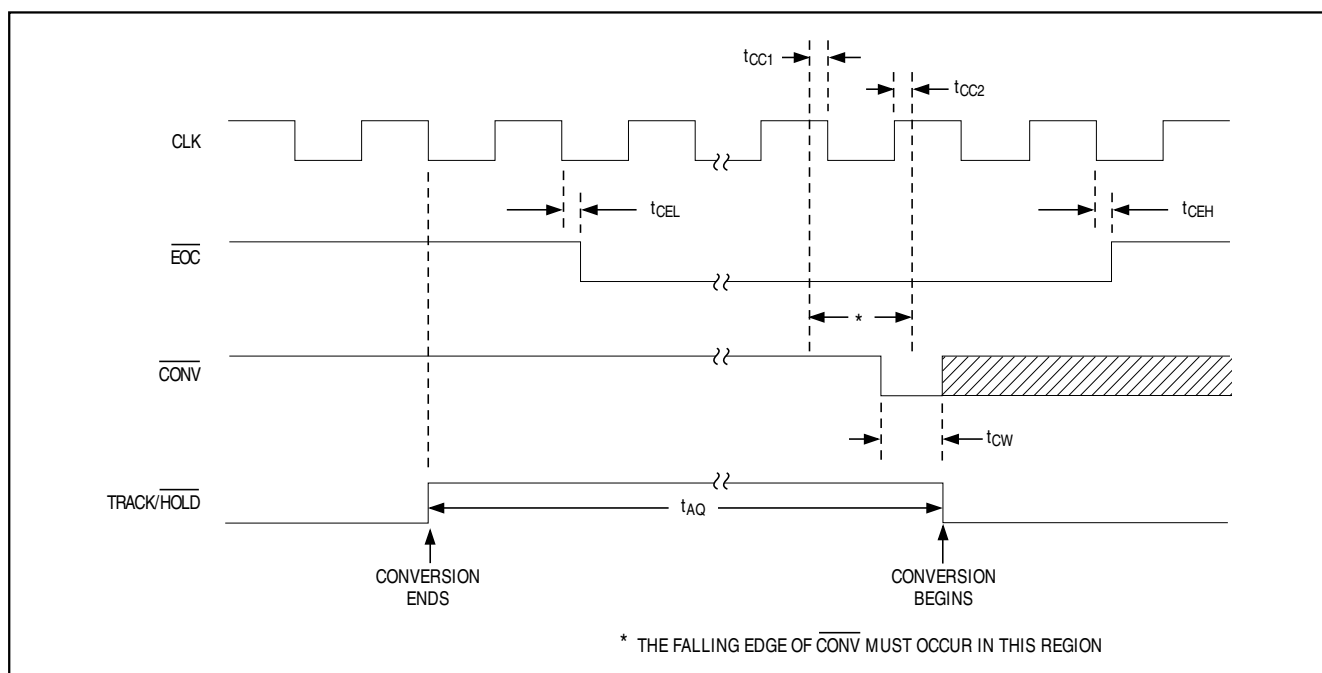 tCC1
tCC2
CLK
tCEL
tCEH
EOC
*
CONV
tCW
TRACK/HOLD
tAQ
CONVERSION
ENDS
CONVERSION
BEGINS
* THE FALLING EDGE OF CONV MUST OCCUR IN THIS REGION